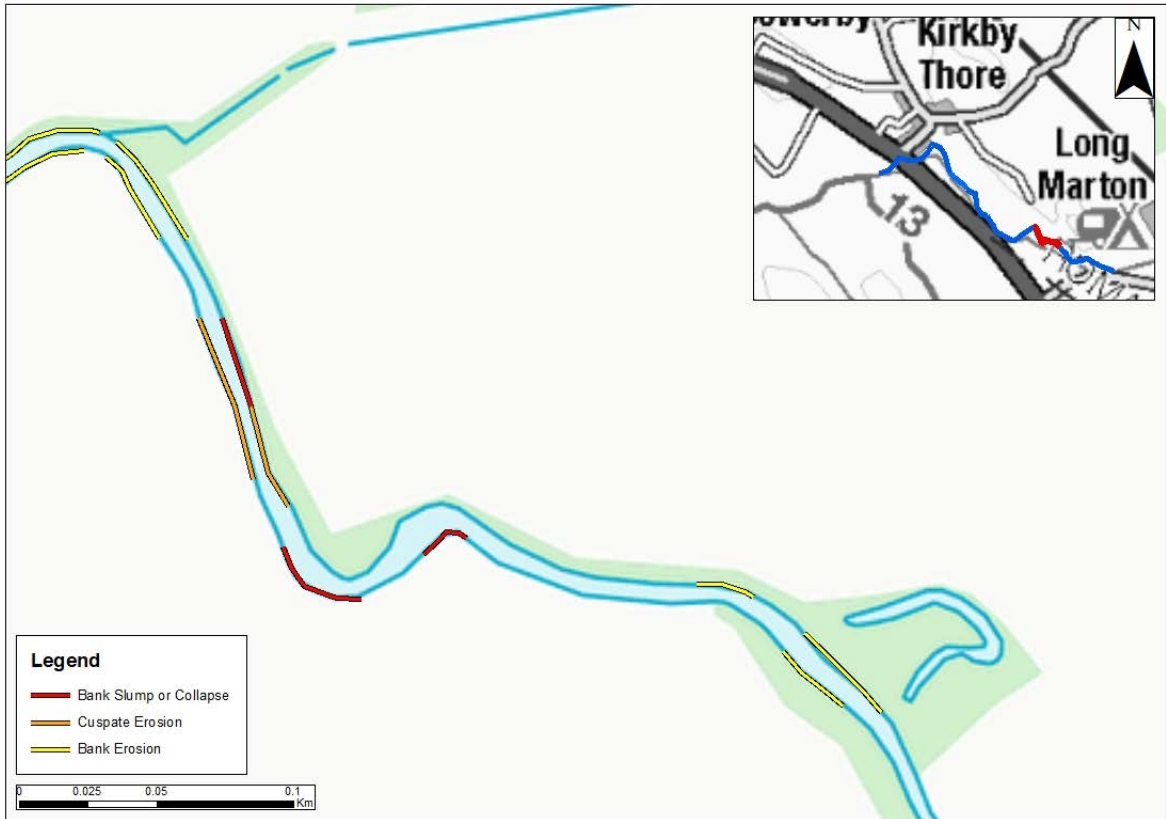 Kirkby
Thore
N
Long
Marton
13
Legend
Bank Slump or Collapse
Cuspate Erosion
Bank Erosion
0 0.025 0.05 0.1
Km